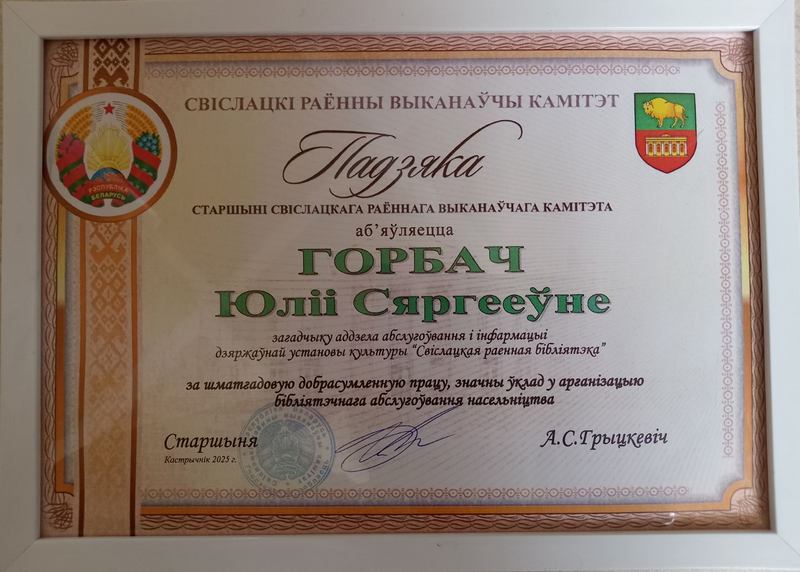 СВІСЛАЦКІ РАЁННЫ ВЫКАНАЎЧЫ КАМІТЭТ
Падзяка
СТАРШЫНІ СВІСЛАЦКАГА РАЁННАГА ВЫКАНАЎЧАГА КАМІТЭТА
аб’яўляецца
ГОРБАЧ
Юліі Сяргееўне
загадчыку аддзела абслугоўвання і інфармацыі
дзяржаўнай установы культуры “Свіслацкая раенная бібліятэка”
за шматгадовую добрасумленную працу, значны ўклад у арганізацыю
бібліятэчнага абслугоўвання насельніцтва
Старшыня
А.С.Грыцкевіч
Кастрычнік 2025 г.
РЭСПУБЛІКА
БЕЛАРУСЬ